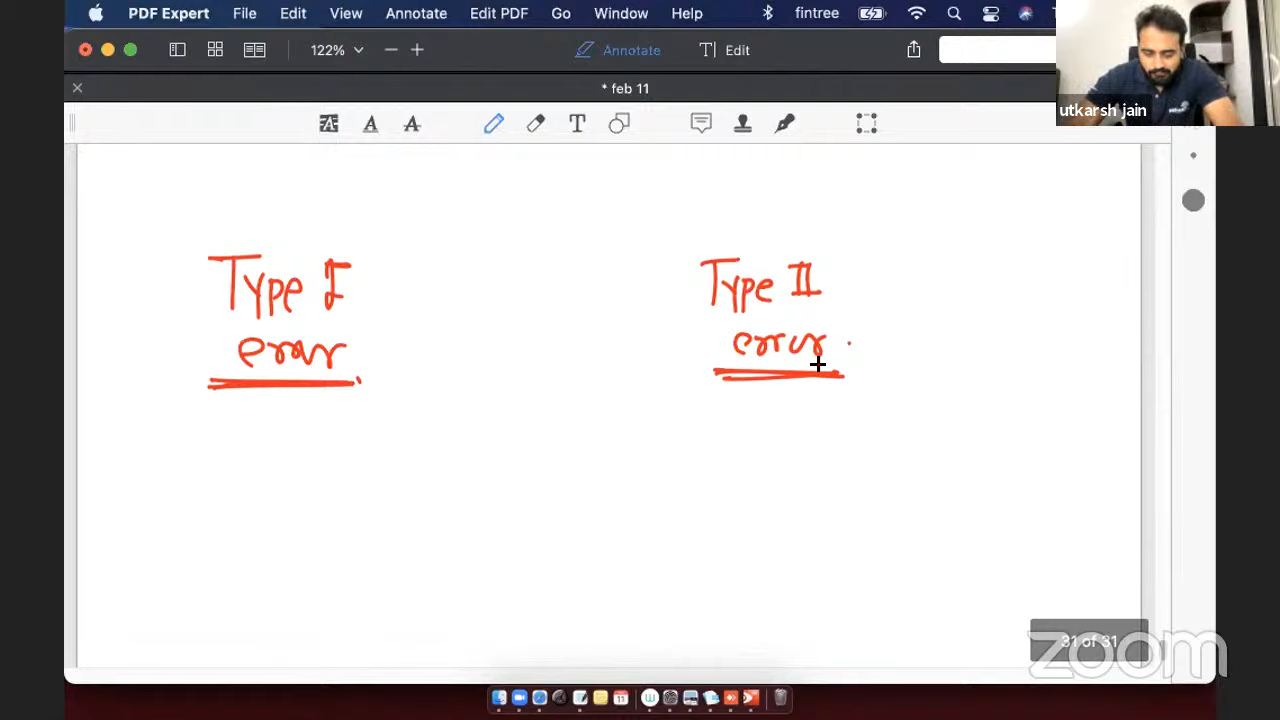 PDF Expert File Edit View Annotate Edit PDF Go Window Help fintree
122% Annotate T Edit
* feb 11
utkarsh jain
Type I
error
Type II
error
31 of 31
zoom